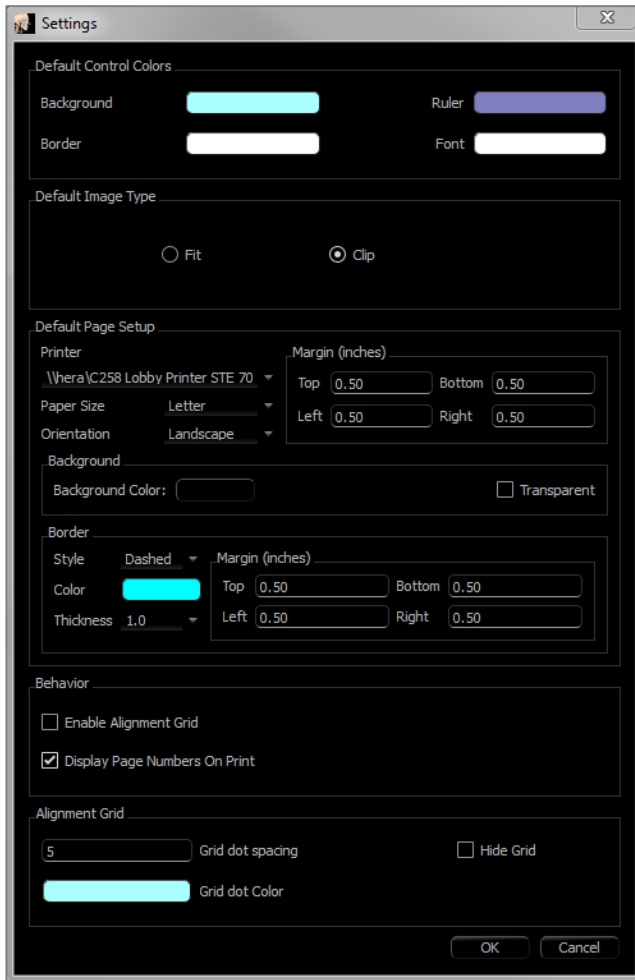 Settings
Default Control Colors
Background
Ruler
Border
Font
Default Image Type
Fit
Clip
Default Page Setup
Printer
\\hera\C258 Lobby Printer STE 70
Paper Size Letter
Orientation Landscape
Margin (inches)
Top 0.50 Bottom 0.50
Left 0.50 Right 0.50
Background
Background Color:
Transparent
Border
Style Dashed
Color
Thickness 1.0
Margin (inches)
Top 0.50 Bottom 0.50
Left 0.50 Right 0.50
Behavior
Enable Alignment Grid
Display Page Numbers On Print
Alignment Grid
5 Grid dot spacing
Hide Grid
Grid dot Color
OK Cancel